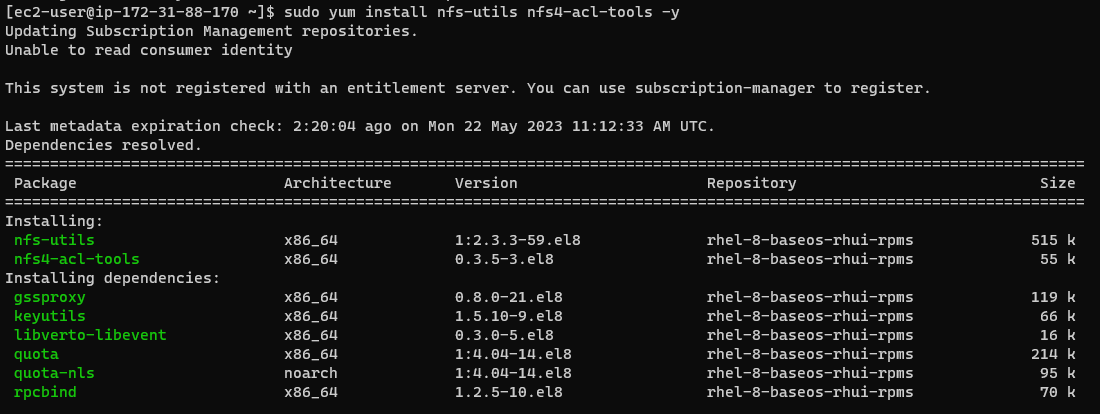 [ec2-user@ip-172-31-88-170 ~]$ sudo yum install nfs-utils nfs4-acl-tools -y
Updating Subscription Management repositories.
Unable to read consumer identity
This system is not registered with an entitlement server. You can use subscription-manager to register.
Last metadata expiration check: 2:20:04 ago on Mon 22 May 2023 11:12:33 AM UTC.
Dependencies resolved.
================================================================================================================
Package Architecture Version Repository Size
================================================================================================================
Installing:
nfs-utils x86_64 1:2.3.3-59.el8 rhel-8-baseos-rhui-rpms 515 k
nfs4-acl-tools x86_64 0.3.5-3.el8 rhel-8-baseos-rhui-rpms 55 k
Installing dependencies:
gssproxy x86_64 0.8.0-21.el8 rhel-8-baseos-rhui-rpms 119 k
keyutils x86_64 1.5.10-9.el8 rhel-8-baseos-rhui-rpms 66 k
libverto-libevent x86_64 0.3.0-5.el8 rhel-8-baseos-rhui-rpms 16 k
quota x86_64 1:4.04-14.el8 rhel-8-baseos-rhui-rpms 214 k
quota-nls noarch 1:4.04-14.el8 rhel-8-baseos-rhui-rpms 95 k
rpcbind x86_64 1.2.5-10.el8 rhel-8-baseos-rhui-rpms 70 k